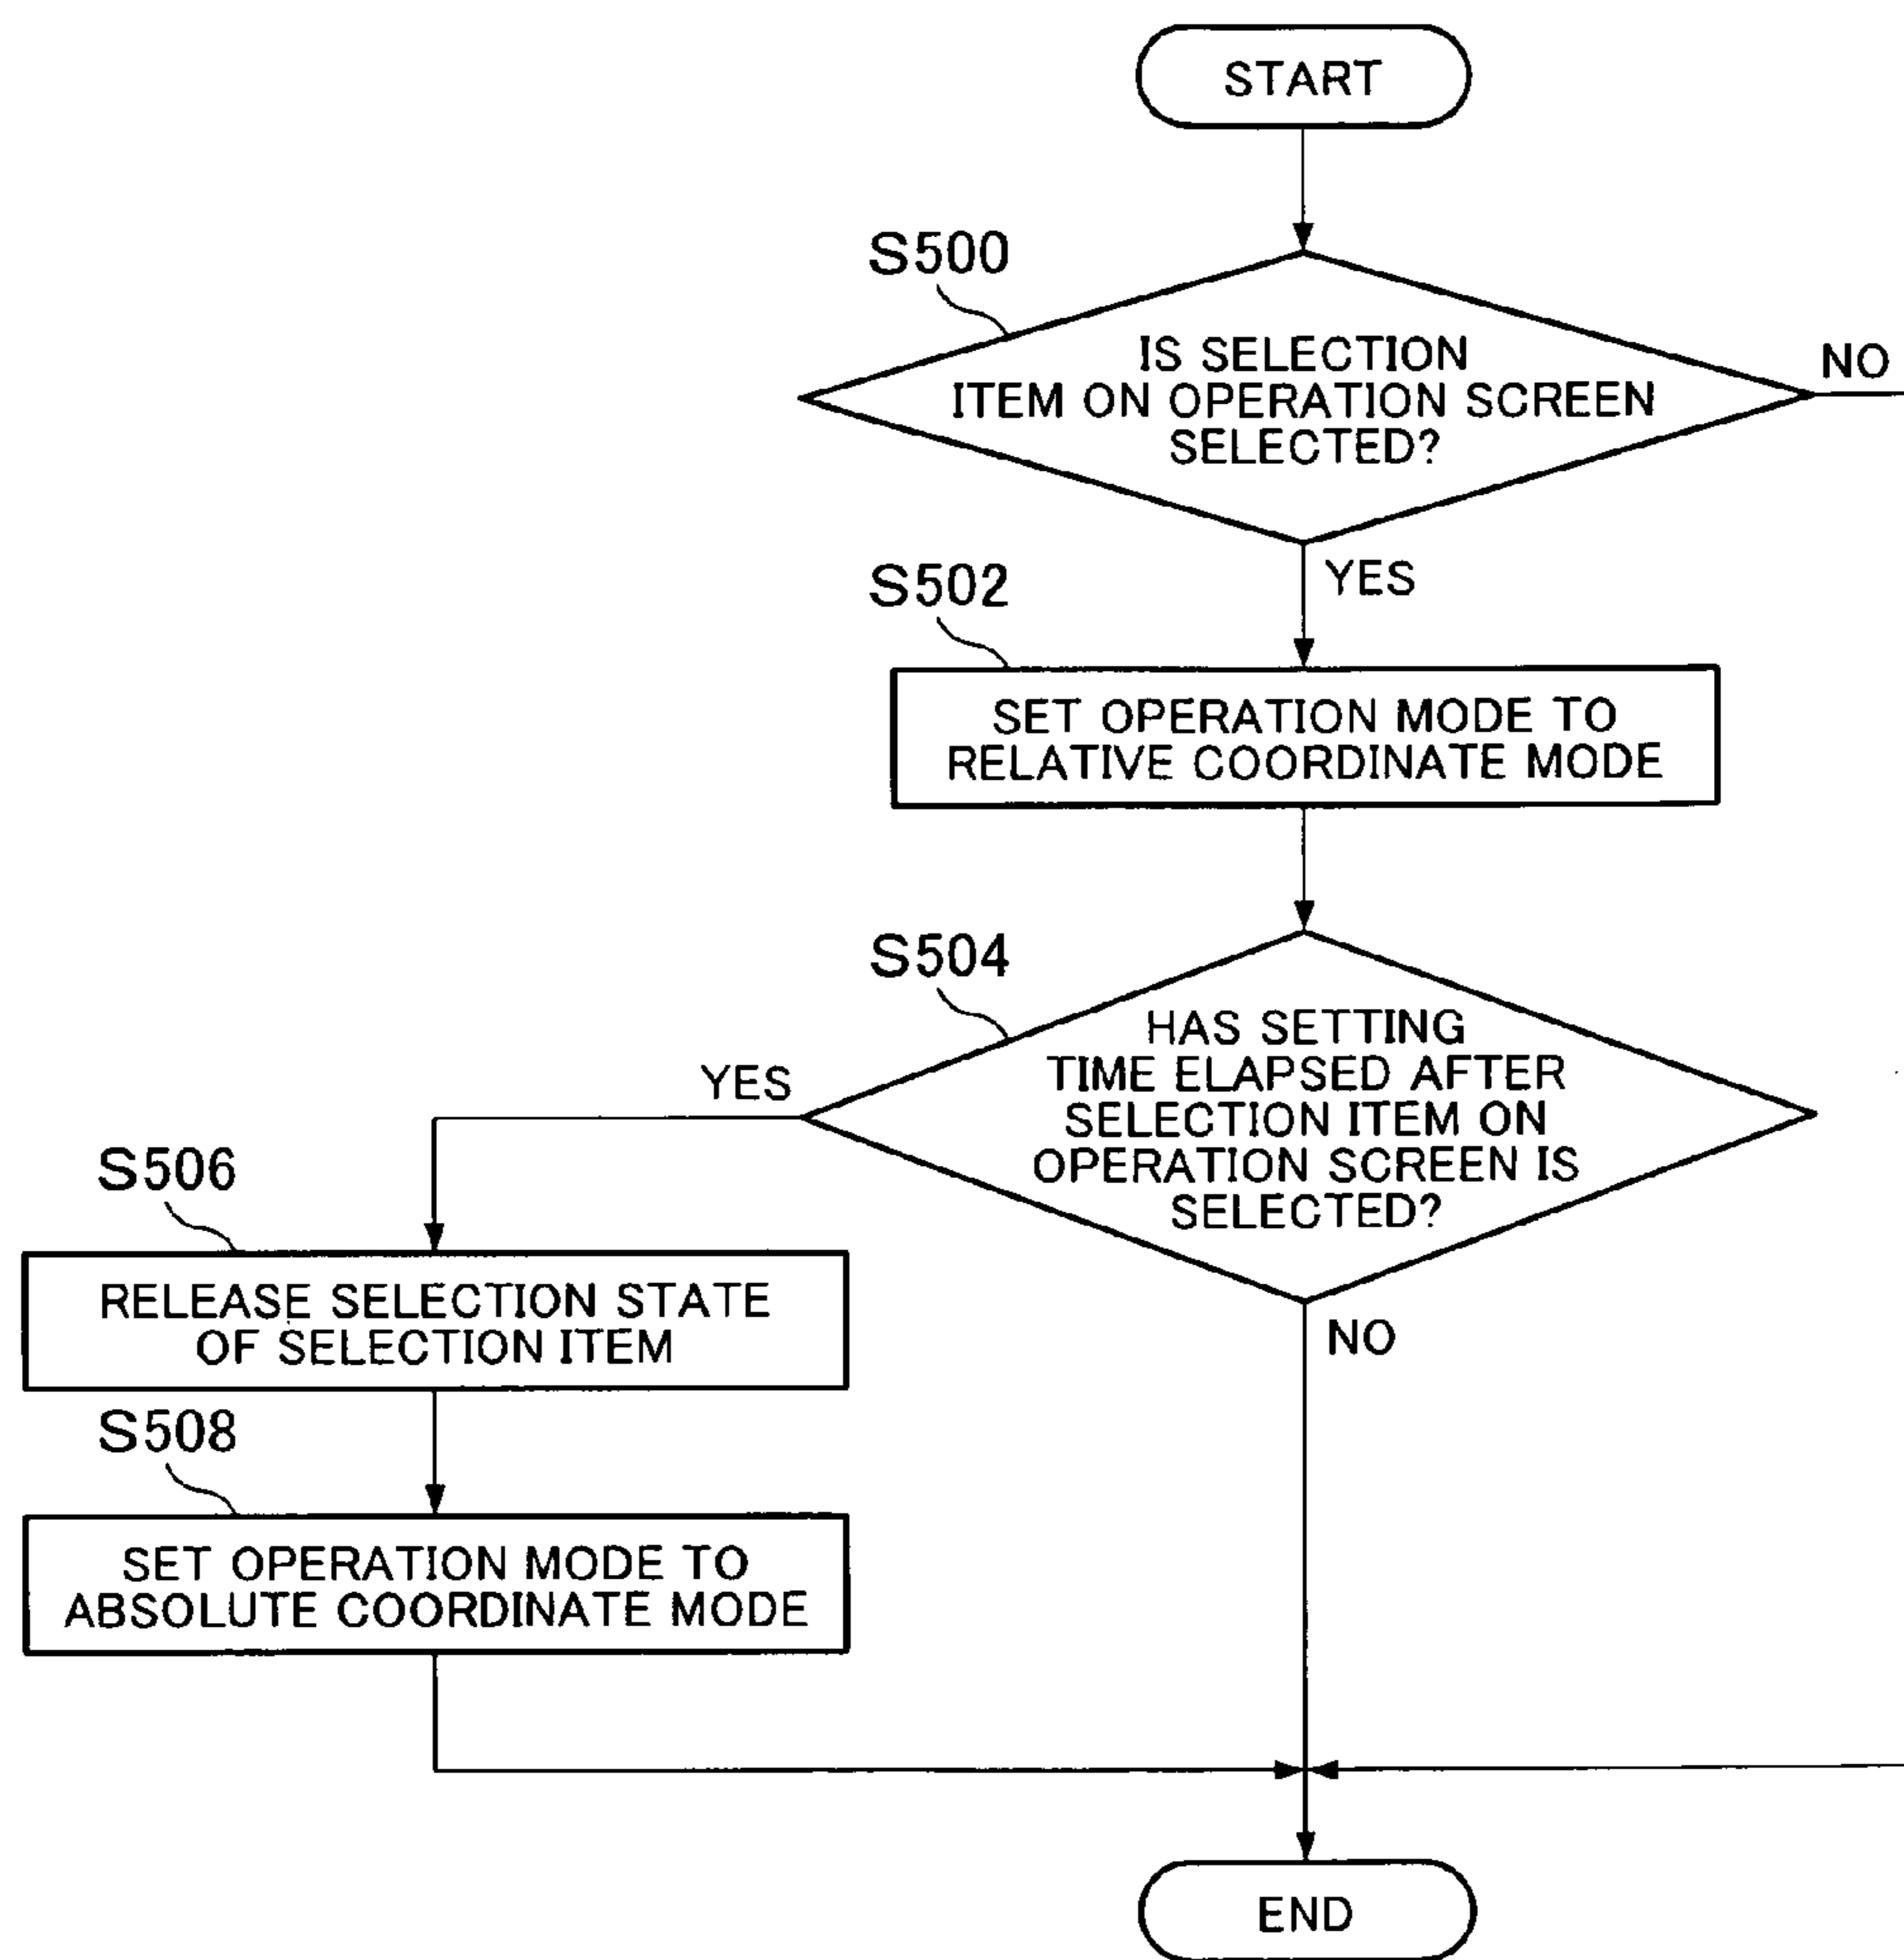 START
S500
IS SELECTION
ITEM ON OPERATION SCREEN
SELECTED?
NO
YES
S502
SET OPERATION MODE TO
RELATIVE COORDINATE MODE
S504
HAS SETTING
TIME ELAPSED AFTER
SELECTION ITEM ON
OPERATION SCREEN IS
SELECTED?
YES
NO
S506
RELEASE SELECTION STATE
OF SELECTION ITEM
S508
SET OPERATION MODE TO
ABSOLUTE COORDINATE MODE
END